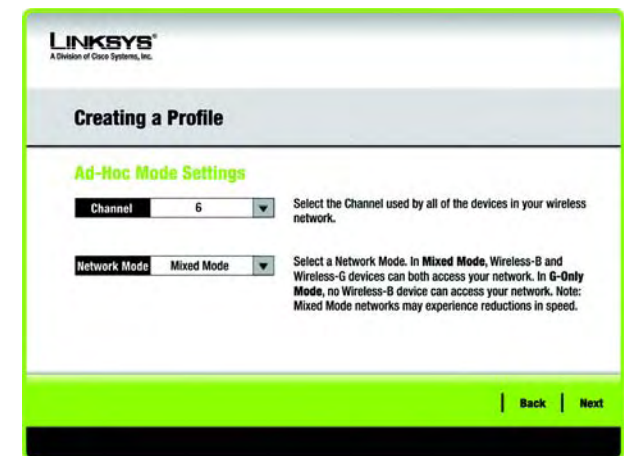 LINKSYS®
A Division of Cisco Systems, Inc.
Creating a Profile
Ad-Hoc Mode Settings
Channel 6
Select the Channel used by all of the devices in your wireless
network.
Network Mode Mixed Mode
Select a Network Mode. In Mixed Mode, Wireless-B and
Wireless-G devices can both access your network. In G-Only
Mode, no Wireless-B device can access your network. Note:
Mixed Mode networks may experience reductions in speed.
Back Next